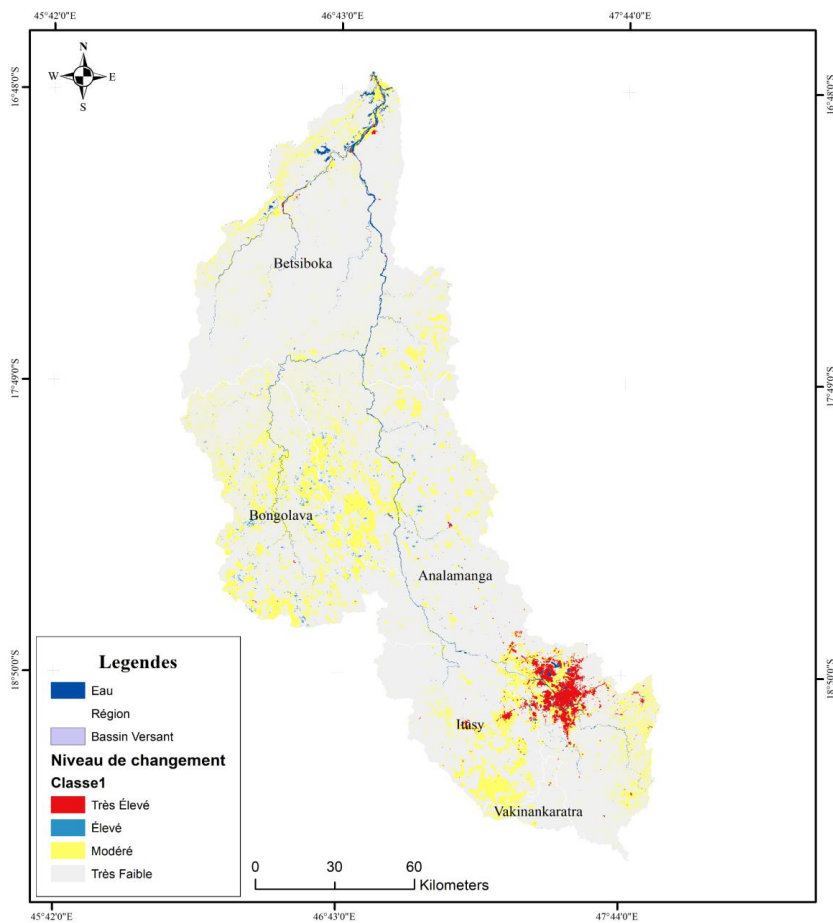 45°42'0"E 46°43'0"E 47°44'0"E
N
W E
S
16°48'0"S 16°48'0"S
Betsiboka
17°49'0"S 17°49'0"S
Bongolava
Analamanga
Legendes
Eau
Région
Bassin Versant
Niveau de changement
Classe1
Très Élevé
Élevé
Modéré
Très Faible
18°50'0"S 18°50'0"S
Itasy
Vakinankaratra
0 30 60
Kilometers
45°42'0"E 46°43'0"E 47°44'0"E